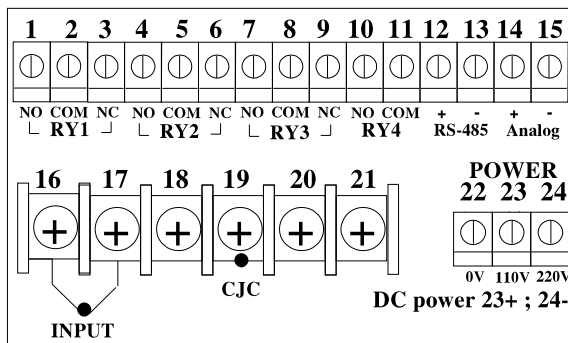 1 2 3 4 5 6 7 8 9 10 11 12 13 14 15
NO COM NC NO COM NC NO COM NC NO COM + - + -
RY1 RY2 RY3 RY4 RS-485 Analog
16 17 18 19 20 21
POWER
22 23 24
0V 110V 220V
CJC
DC power 23+ ; 24-
INPUT